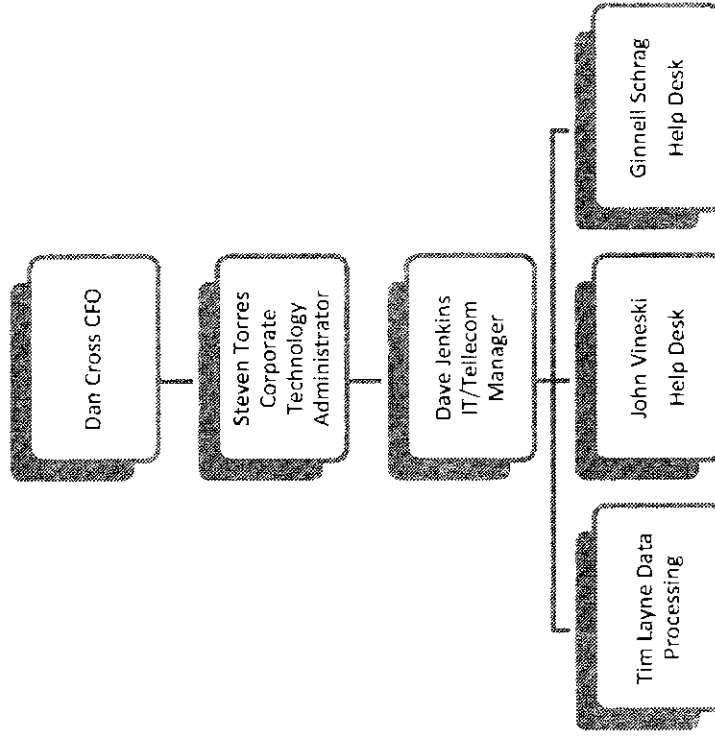 Dan Cross CFO
Steven Torres
Corporate
Technology
Administrator
Dave Jenkins
IT/Tellecom
Manager
Tim Layne Data
Processing
John Vineski
Help Desk
Ginnell Schrag
Help Desk